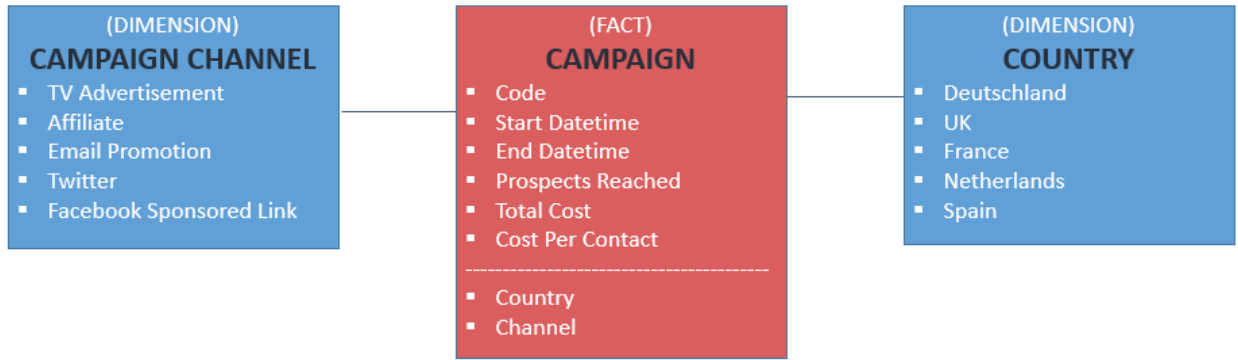 (DIMENSION)
CAMPAIGN CHANNEL
▪ TV Advertisement
▪ Affiliate
▪ Email Promotion
▪ Twitter
▪ Facebook Sponsored Link
(FACT)
CAMPAIGN
▪ Code
▪ Start Datetime
▪ End Datetime
▪ Prospects Reached
▪ Total Cost
▪ Cost Per Contact
-----------------------------------------
▪ Country
▪ Channel
(DIMENSION)
COUNTRY
▪ Deutschland
▪ UK
▪ France
▪ Netherlands
▪ Spain